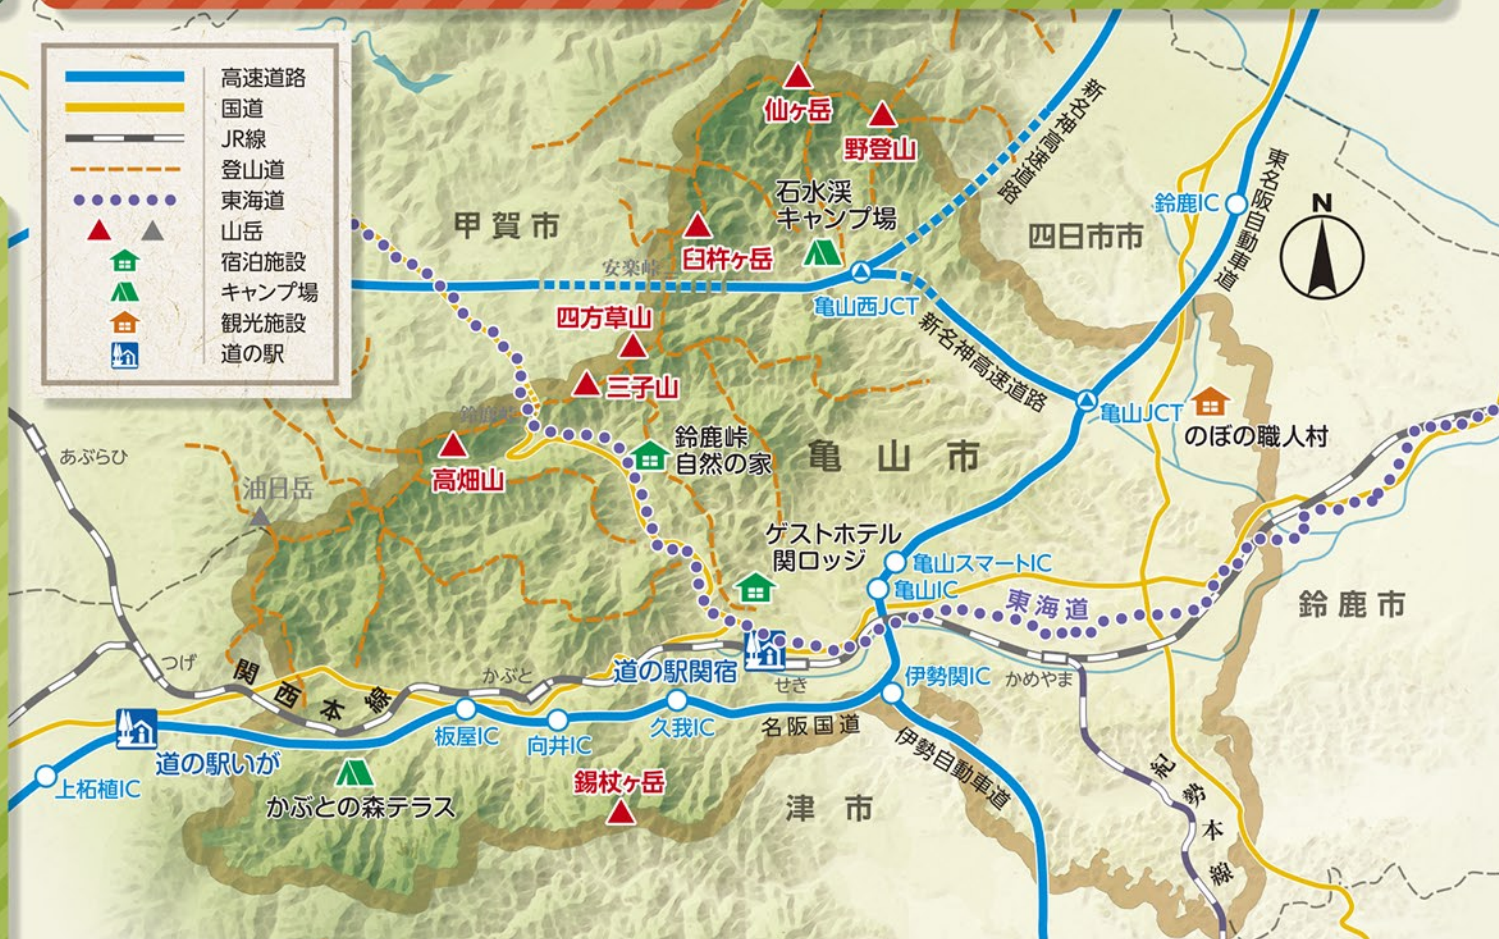 高速道路
国道
JR線
登山道
東海道
山岳
宿泊施設
キャンプ場
観光施設
道の駅
仙ヶ岳
野登山
新名神高速道路
東名阪自動車道
鈴鹿IC
N
石水渓
キャンプ場
甲賀市
四日市市
臼杵ヶ岳
安楽峠
亀山西JCT
四方草山
新名神高速道路
三子山
亀山JCT
のぼの職人村
鈴鹿峠
自然の家
亀山市
高畑山
あぶらひ
油日岳
ゲストホテル
関ロッジ
亀山スマートIC
亀山IC
東海道
鈴鹿市
つげ
関西本線
かぶと
道の駅関宿
せき
伊勢関IC
かめやま
板屋IC
向井IC
久我IC
名阪国道
伊勢自動車道
道の駅いが
上柘植IC
かぶとの森テラス
錫杖ヶ岳
津市
紀勢本線